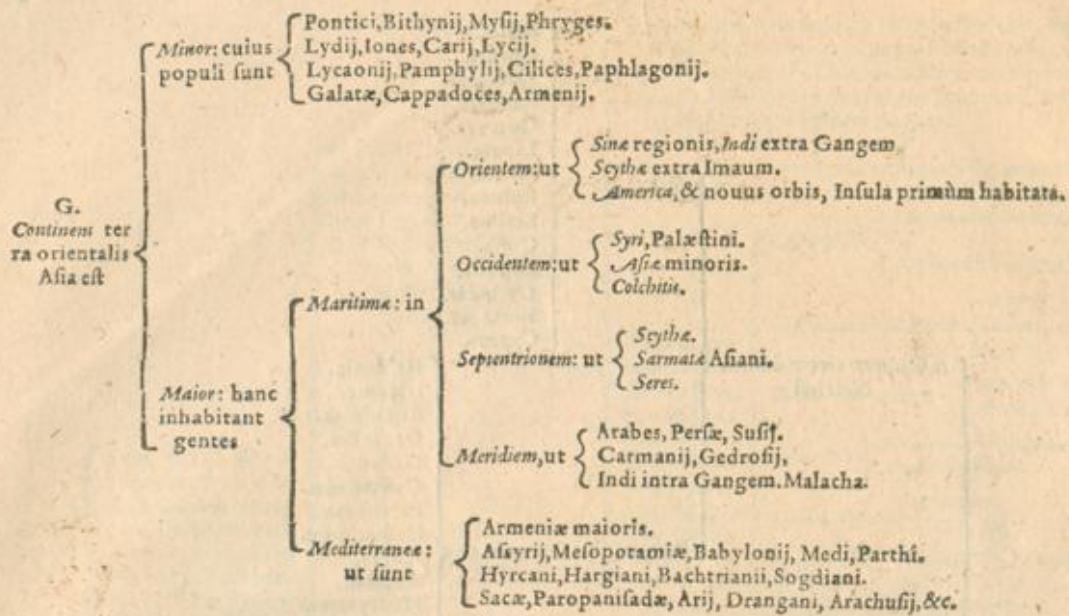 G.
Continens ter
ra orientalis
Asia est
Minor: cuius
populi sunt
Pontici, Bithynij, Mysij, Phryges.
Lydij, Iones, Carij, Lycij.
Lycaonij, Pamphylij, Cilices, Paphlagonij.
Galatæ, Cappadoces, Armenij.
Maior: hanc
inhabitant
gentes
Maritimæ: in
Orientem: ut
Sinæ regionis, Indi extra Gangem
Scythæ extra Imaum.
America, & nouus orbis, Insula primùm habitata.
Occidentem: ut
Syri, Palæstini.
Asiæ minoris.
Colchitis.
Septentrionem: ut
Scythæ.
Sarmatæ Asiani.
Seres.
Meridiem, ut
Arabes, Persæ, Susij.
Carmanij, Gedrosij,
Indi intra Gangem. Malacha.
Mediterraneæ:
ut sunt
Armeniæ maioris.
Assyrij, Mesopotamiæ, Babylonij, Medi, Parthi.
Hyrcani, Hargiani, Bachtrianii, Sogdiani.
Sacæ, Paropanisadæ, Arij, Drangani, Arachusij, &c.